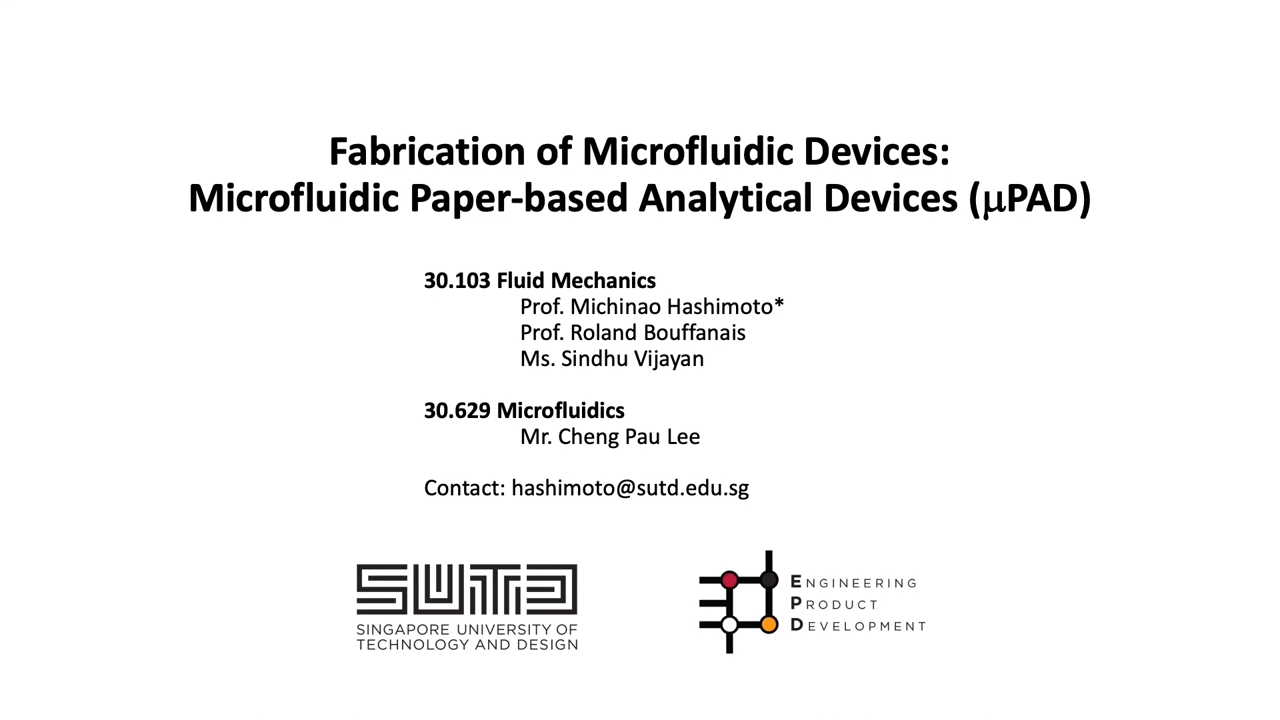 Fabrication of Microfluidic Devices:
Microfluidic Paper-based Analytical Devices (μPAD)
30.103 Fluid Mechanics
Prof. Michinao Hashimoto*
Prof. Roland Bouffanais
Ms. Sindhu Vijayan
30.629 Microfluidics
Mr. Cheng Pau Lee
Contact: hashimoto@sutd.edu.sg
SUTD
SINGAPORE UNIVERSITY OF
TECHNOLOGY AND DESIGN
ENGINEERING
PRODUCT
DEVELOPMENT